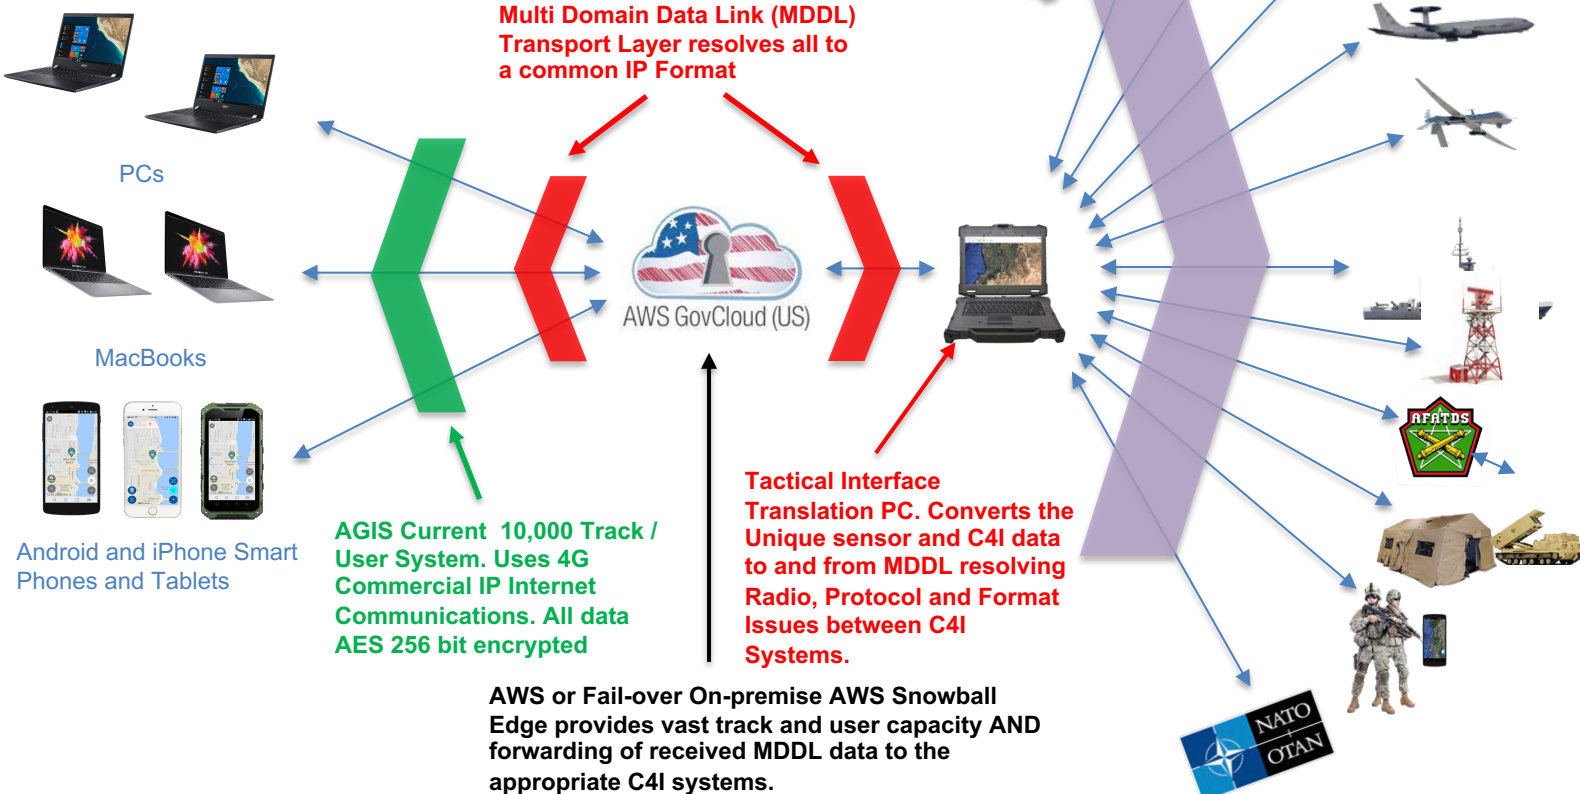 Multi Domain Data Link (MDDL)
Transport Layer resolves all to
a common IP Format
PCs
MacBooks
Android and iPhone Smart
Phones and Tablets
AWS GovCloud (US)
AGIS Current  10,000 Track /
User System. Uses 4G
Commercial IP Internet
Communications. All data
AES 256 bit encrypted
Tactical Interface
Translation PC. Converts the
Unique sensor and C4I data
to and from MDDL resolving
Radio, Protocol and Format
Issues between C4I
Systems.
AWS or Fail-over On-premise AWS Snowball
Edge provides vast track and user capacity AND
forwarding of received MDDL data to the
appropriate C4I systems.
AFATDS
NATO
OTAN